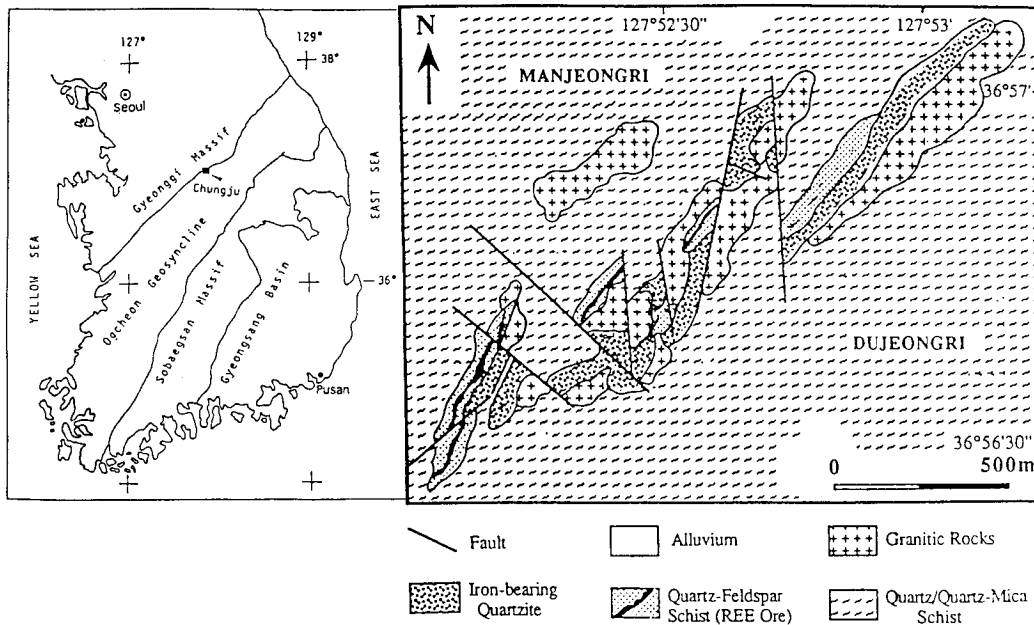 127°
129°
38°
Seoul
Gyeonggi Massif
Chungju
EAST SEA
YELLOW SEA
Ogcheon Geosyncline
36°
Sobaegsan Massif
Gyeongsang Basin
Pusan
N
127°52'30"
127°53'
MANJEONGRI
36°57'
DUJEONGRI
36°56'30"
0 500m
Fault
Alluvium
Granitic Rocks
Iron-bearing
Quartzite
Quartz-Feldspar
Schist (REE Ore)
Quartz/Quartz-Mica
Schist